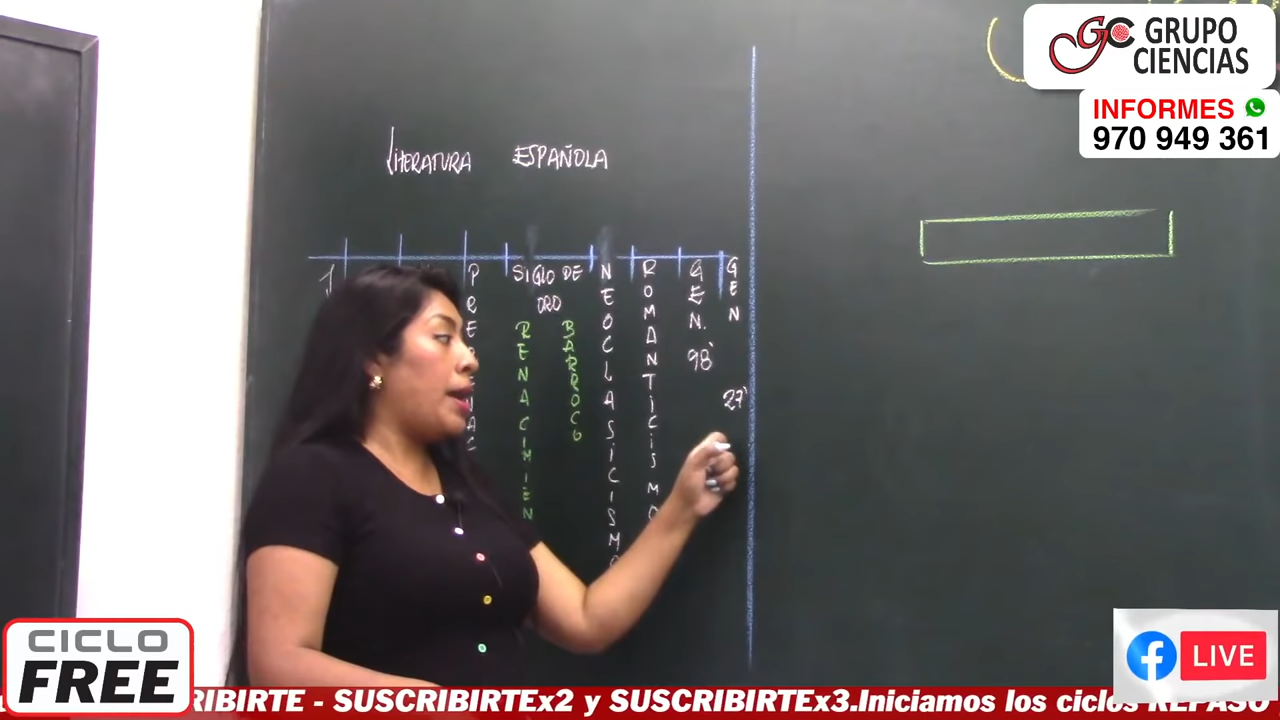 GRUPO
CIENCIAS
INFORMES
970 949 361
LITERATURA ESPAÑOLA
SIGLO DE
ORO
RENACIMIEN
BARROCO
NEOCLASICISMO
ROMANTICISMO
GEN.
98'
GEN
27'
CICLO
FREE
LIVE
RIBIRTE - SUSCRIBIRTEx2 y SUSCRIBIRTEx3.Iniciamos los ciclos REPASO